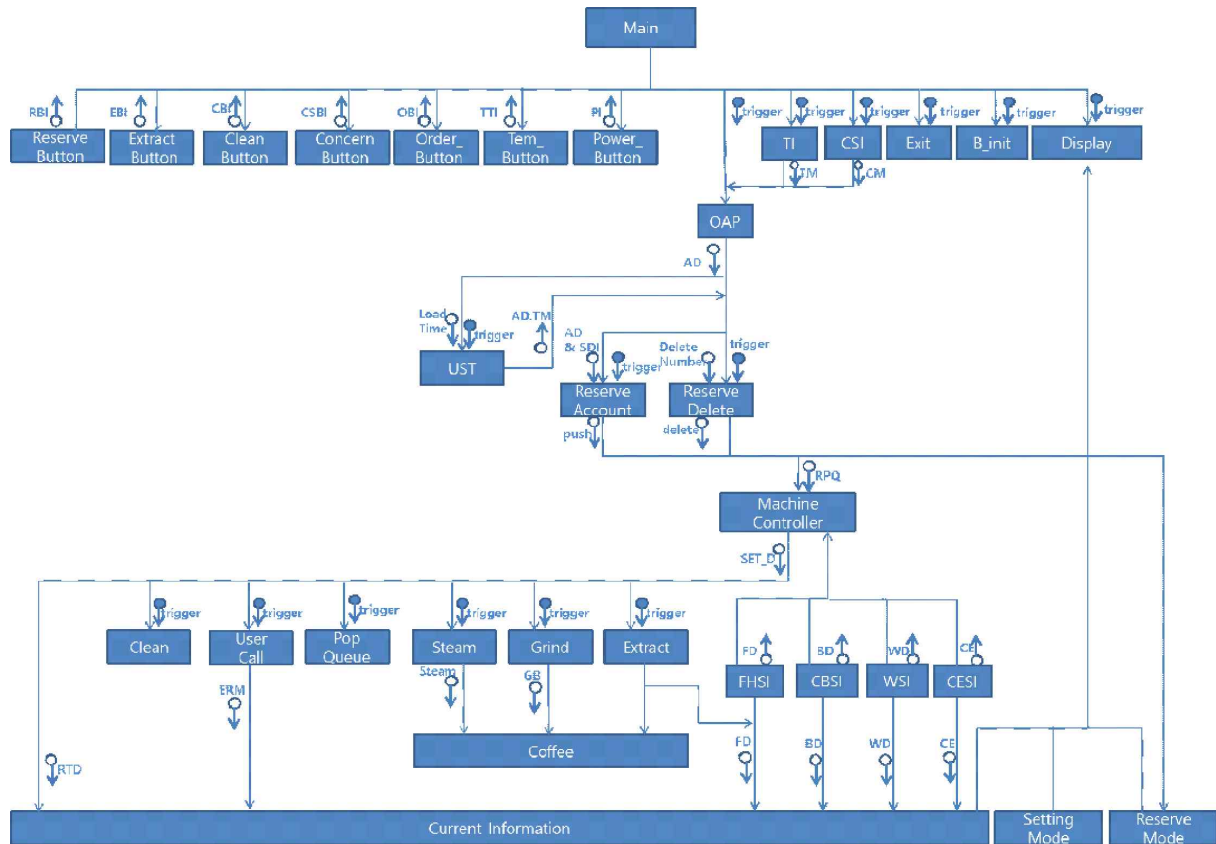 Main
RBI
EBI
CBI
CSBI
OBI
TTI
PI
trigger
trigger
trigger
trigger
trigger
trigger
Reserve
Button
Extract
Button
Clean
Button
Concern
Button
Order_
Button
Tem_
Button
Power_
Button
TI
CSI
Exit
B_init
Display
TM
CM
OAP
AD
Load
Time
trigger
AD.TM
UST
AD
& SDI
trigger
Delete
Number
trigger
Reserve
Account
Reserve
Delete
push
delete
RPQ
Machine
Controller
SET_D
trigger
trigger
trigger
trigger
trigger
trigger
Clean
User
Call
Pop
Queue
Steam
Grind
Extract
FD
BD
WD
CE
Steam
GB
FHSI
CBSI
WSI
CESI
ERM
Coffee
FD
BD
WD
CE
RTD
Current Information
Setting
Mode
Reserve
Mode